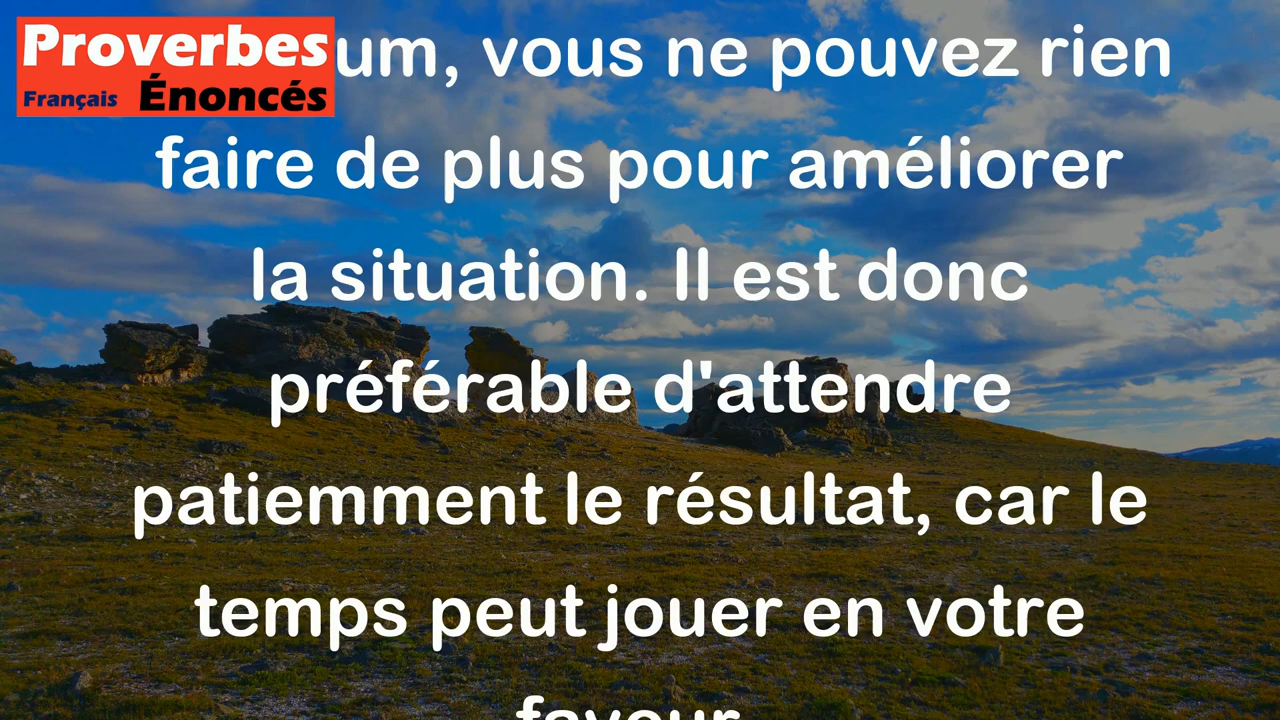 Proverbes
Français Énoncés
um, vous ne pouvez rien
faire de plus pour améliorer
la situation. Il est donc
préférable d'attendre
patiemment le résultat, car le
temps peut jouer en votre
faveur